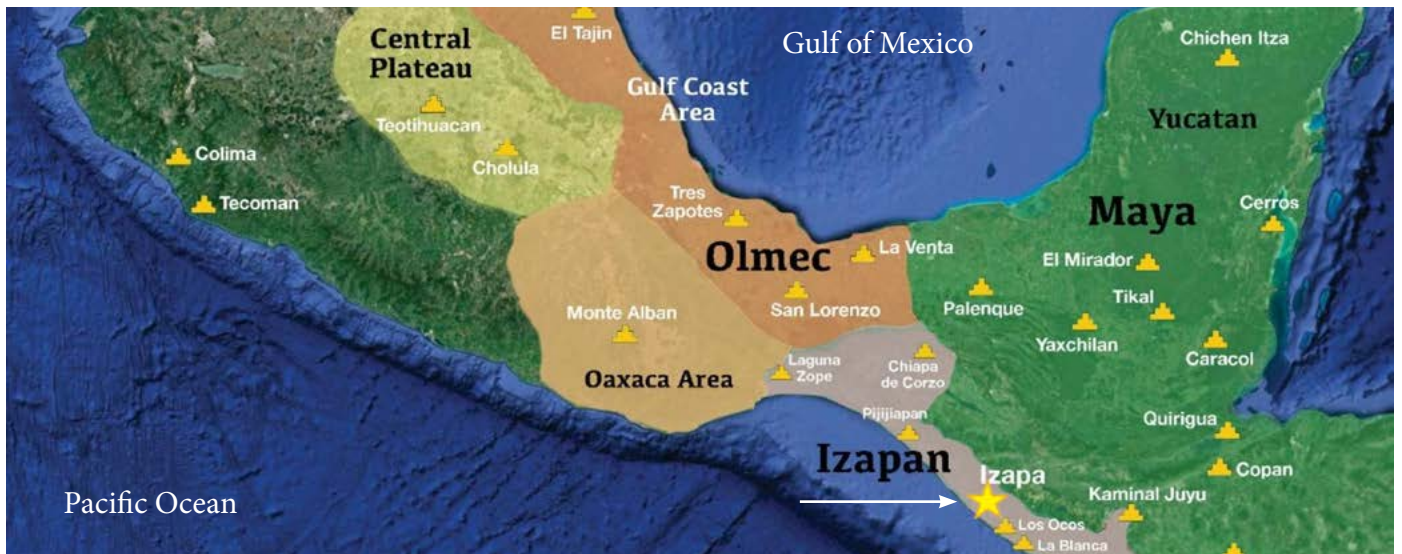 El Tajin
Gulf of Mexico
Chichen Itza
Central
Plateau
Gulf Coast
Area
Teotihuacan
Yucatan
Colima
Cholula
Tecoman
Tres
Zapotes
Maya
Cerros
Olmec
La Venta
El Mirador
Tikal
San Lorenzo
Palenque
Monte Alban
Yaxchilan
Caracol
Laguna
Zope
Chiapa
de Corzo
Oaxaca Area
Pijijiapan
Quirigua
Izapan
Izapa
Copan
Kaminal Juyu
Pacific Ocean
Los Ocos
La Blanca